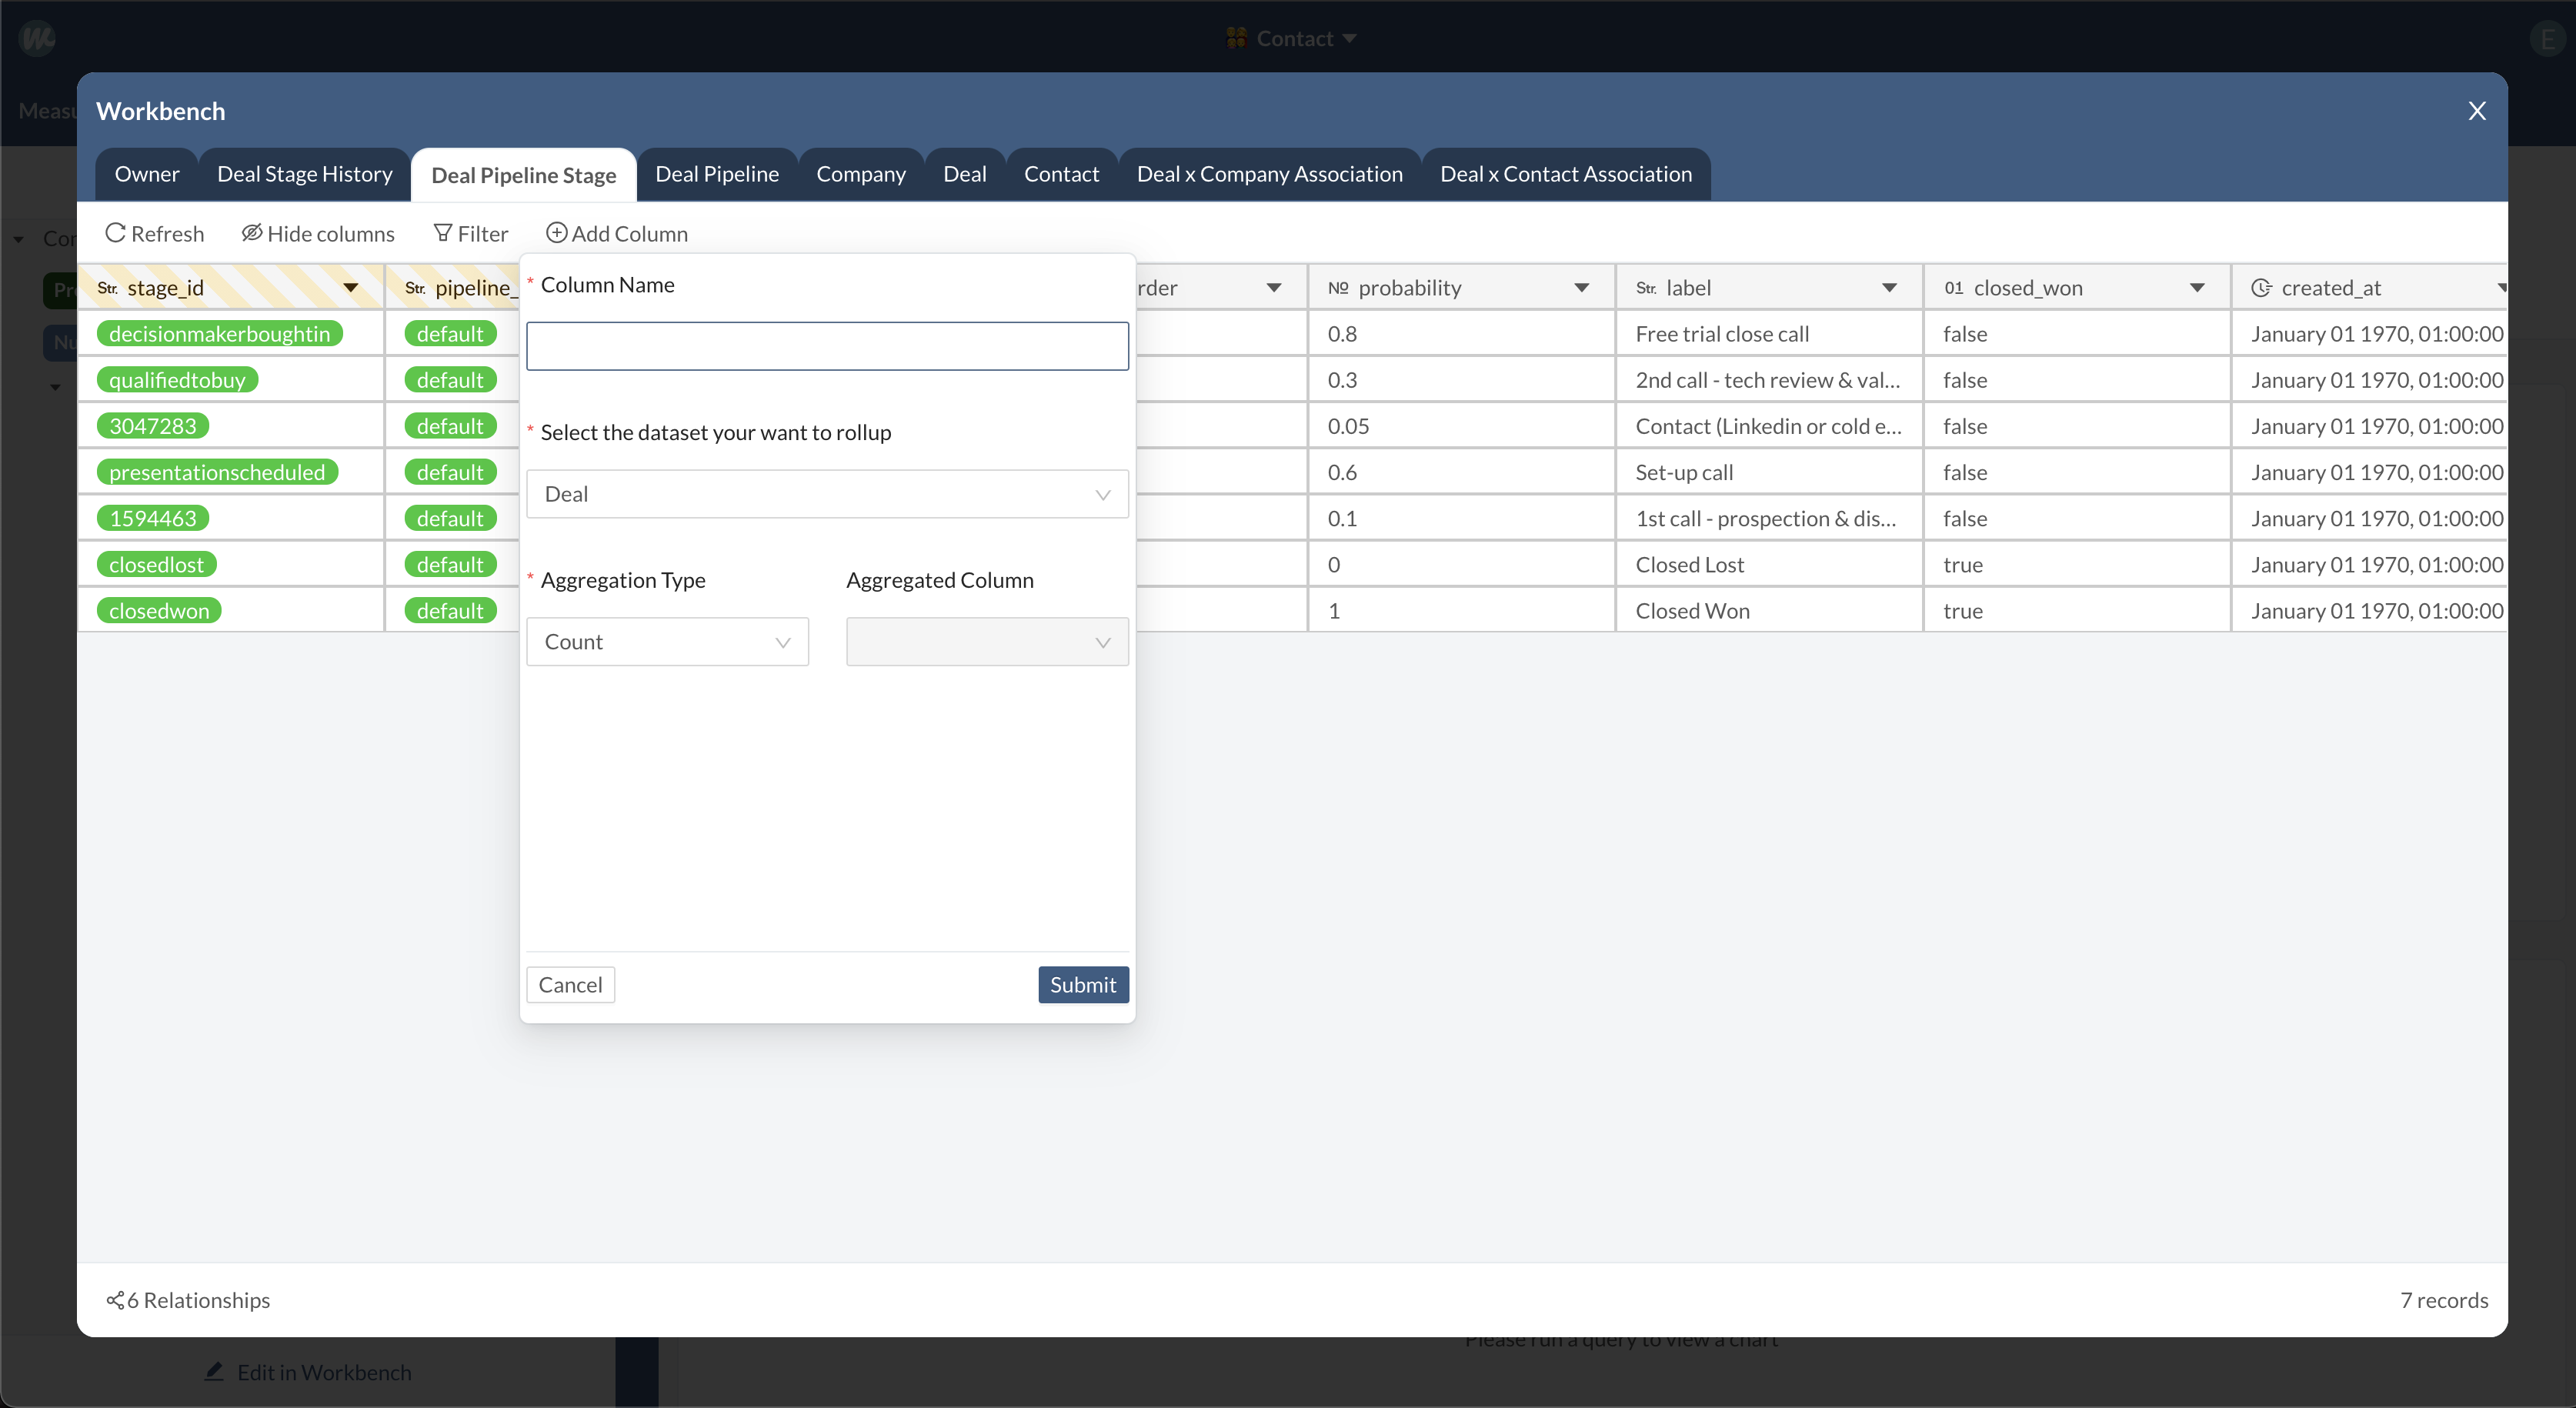 Contact
E
Measu
Workbench
X
Owner
Deal Stage History
Deal Pipeline Stage
Deal Pipeline
Company
Deal
Contact
Deal x Company Association
Deal x Contact Association
Refresh
Hide columns
Filter
Add Column
Con
Pr
Nu
Str. stage_id
Str. pipeline_
rder
Nº probability
Str. label
01 closed_won
created_at
decisionmakerboughtin default 0.8 Free trial close call false January 01 1970, 01:00:00
qualifiedtobuy default 0.3 2nd call - tech review & val... false January 01 1970, 01:00:00
3047283 default 0.05 Contact (Linkedin or cold e... false January 01 1970, 01:00:00
presentationscheduled default 0.6 Set-up call false January 01 1970, 01:00:00
1594463 default 0.1 1st call - prospection & dis... false January 01 1970, 01:00:00
closedlost default 0 Closed Lost true January 01 1970, 01:00:00
closedwon default 1 Closed Won true January 01 1970, 01:00:00
* Column Name
* Select the dataset your want to rollup
Deal
* Aggregation Type
Aggregated Column
Count
Cancel
Submit
6 Relationships
7 records
Please run a query to view a chart
Edit in Workbench